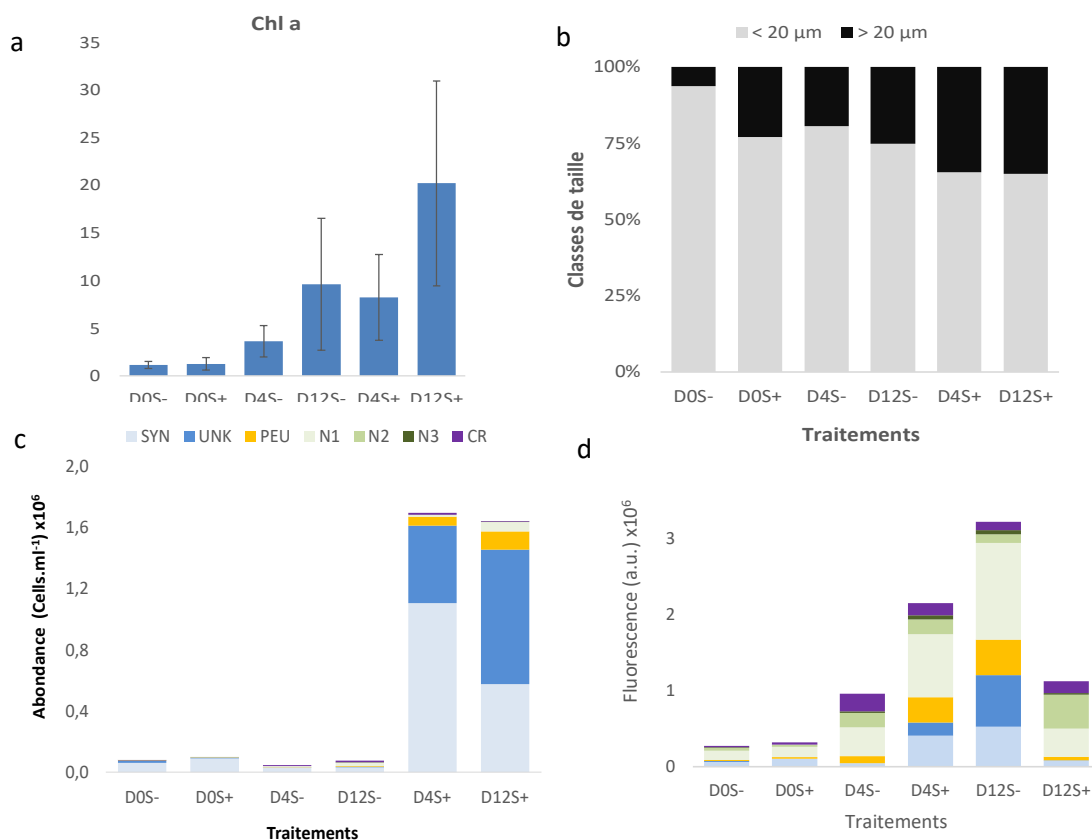 a
Chl a
35
30
25
20
15
10
5
0
D0S- D0S+ D4S- D12S- D4S+ D12S+
b
< 20 µm > 20 µm
Classes de taille
100%
75%
50%
25%
0%
D0S- D0S+ D4S- D12S- D4S+ D12S+
Traitements
c
SYN UNK PEU N1 N2 N3 CR
Abondance (Cells.ml⁻¹) x10⁶
2,0
1,6
1,2
0,8
0,4
0,0
D0S- D0S+ D4S- D12S- D4S+ D12S+
Traitements
d
Fluorescence (a.u.) x10⁶
3
2
1
0
D0S- D0S+ D4S- D4S+ D12S- D12S+
Traitements